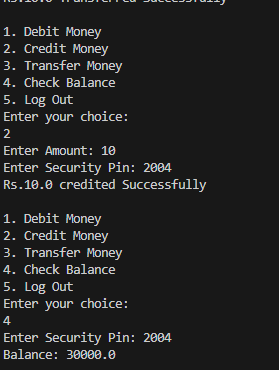 Rs.10.0 Transferred Successfully
1. Debit Money
2. Credit Money
3. Transfer Money
4. Check Balance
5. Log Out
Enter your choice:
2
Enter Amount: 10
Enter Security Pin: 2004
Rs.10.0 credited Successfully
1. Debit Money
2. Credit Money
3. Transfer Money
4. Check Balance
5. Log Out
Enter your choice:
4
Enter Security Pin: 2004
Balance: 30000.0